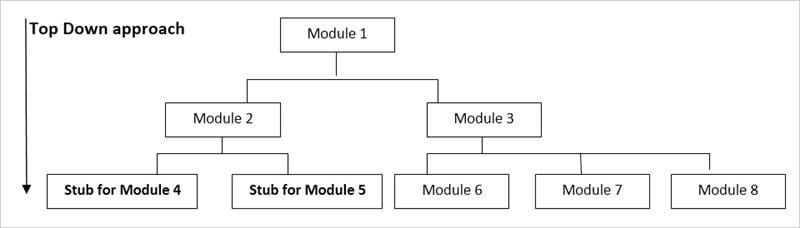 Top Down approach
Module 1
Module 2
Module 3
Stub for Module 4
Stub for Module 5
Module 6
Module 7
Module 8